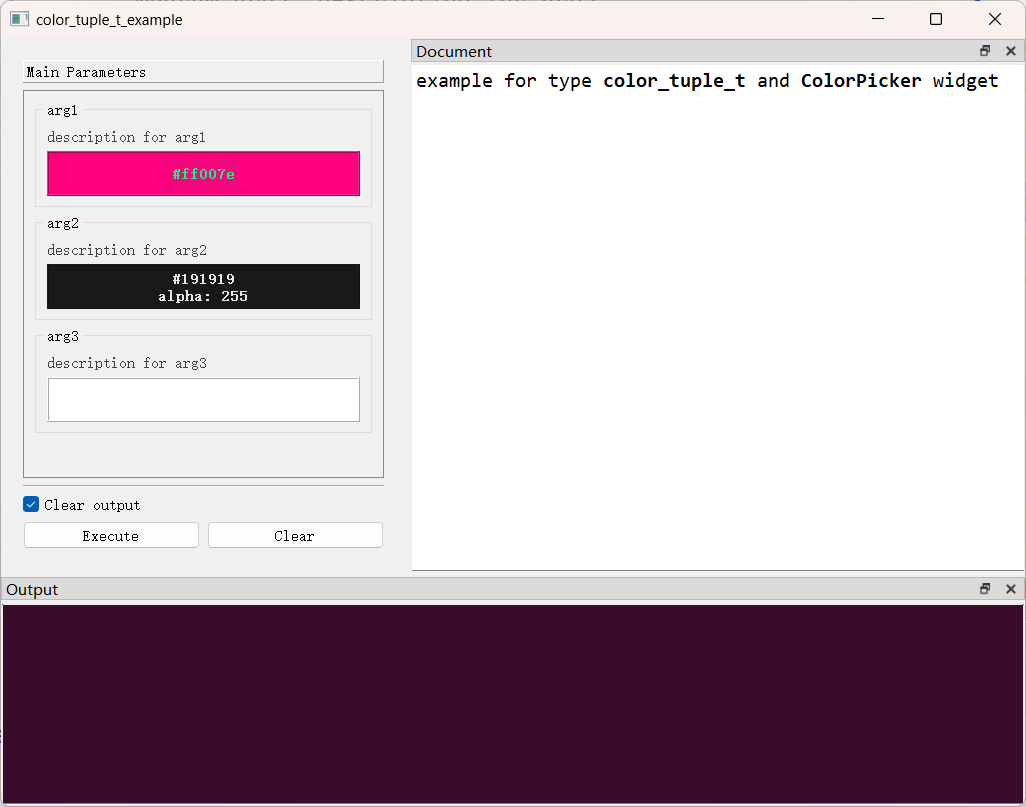 color_tuple_t_example
Main Parameters
arg1
description for arg1
#ff007e
arg2
description for arg2
#191919
alpha: 255
arg3
description for arg3
Clear output
Execute
Clear
Document
example for type color_tuple_t and ColorPicker widget
Output